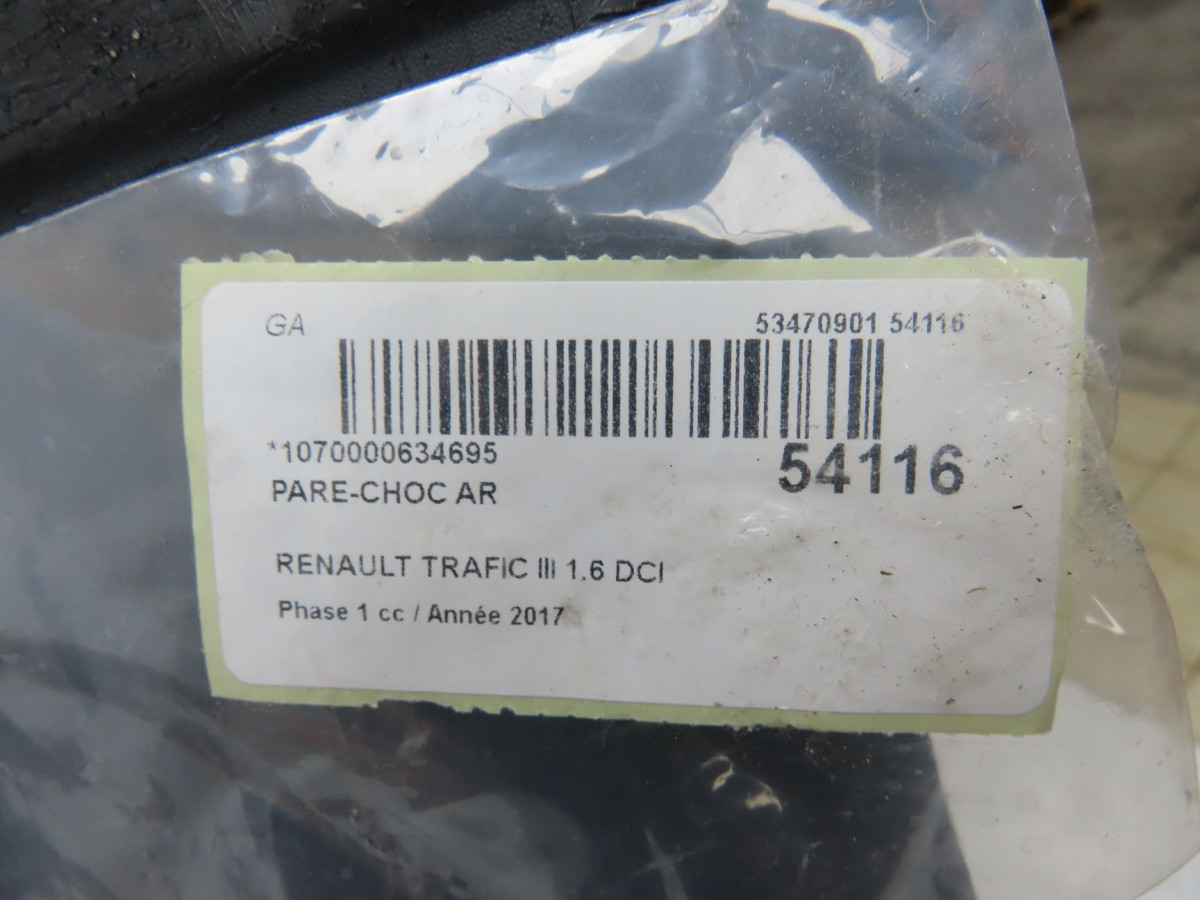 GA 53470901 54116
*1070000634695 54116
PARE-CHOC AR
RENAULT TRAFIC III 1.6 DCI
Phase 1 cc / Année 2017